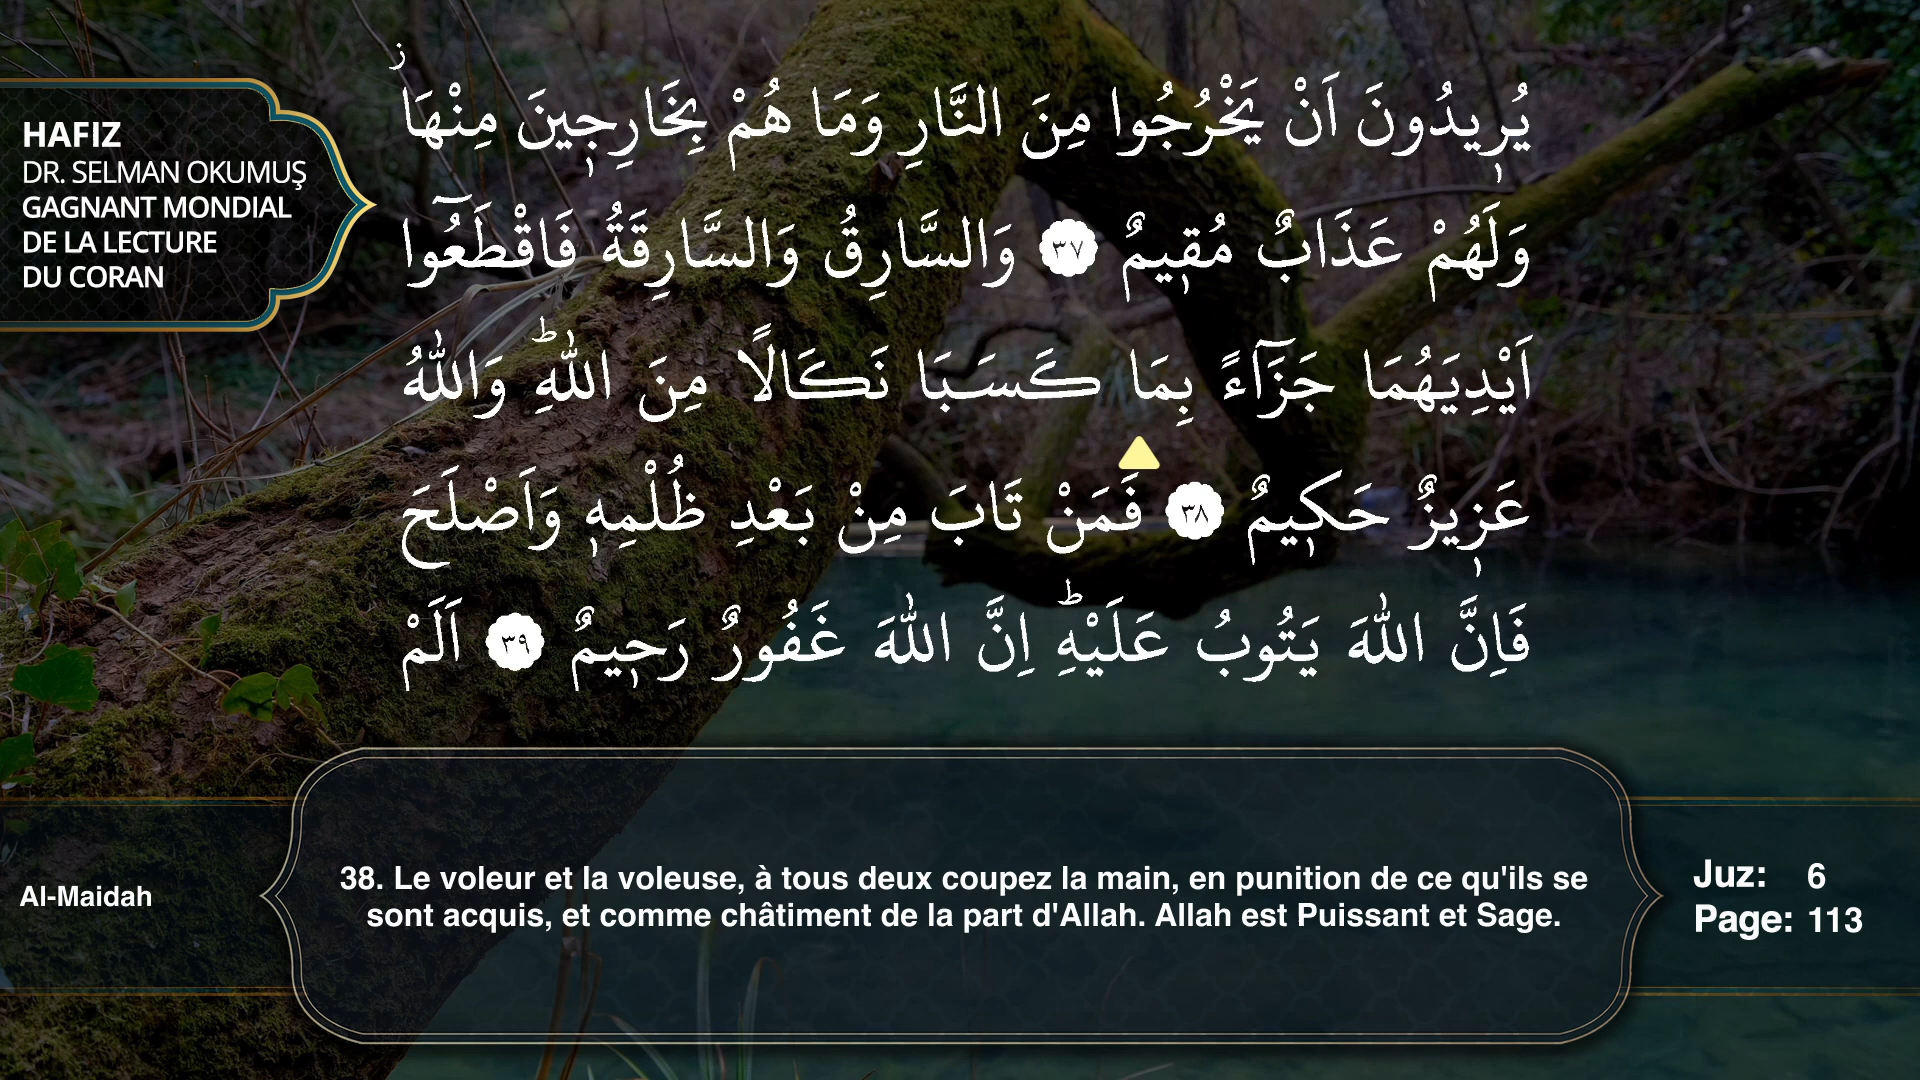 HAFIZ
DR. SELMAN OKUMUŞ
GAGNANT MONDIAL
DE LA LECTURE
DU CORAN
يُرٖيدُونَ اَنْ يَخْرُجُوا مِنَ النَّارِ وَمَا هُمْ بِخَارِجٖينَ مِنْهَاؗ
وَلَهُمْ عَذَابٌ مُقٖيمٌ ﴿٣٧﴾ وَالسَّارِقُ وَالسَّارِقَةُ فَاقْطَعُٓوا
اَيْدِيَهُمَا جَزَٓاءً بِمَا كَسَبَا نَكَالًا مِنَ اللّٰهِؕ وَاللّٰهُ
عَزٖيزٌ حَكٖيمٌ ﴿٣٨﴾ فَمَنْ تَابَ مِنْ بَعْدِ ظُلْمِهٖ وَاَصْلَحَ
فَاِنَّ اللّٰهَ يَتُوبُ عَلَيْهِؕ اِنَّ اللّٰهَ غَفُورٌ رَحٖيمٌ ﴿٣٩﴾ اَلَمْ
Al-Maidah
38. Le voleur et la voleuse, à tous deux coupez la main, en punition de ce qu'ils se
sont acquis, et comme châtiment de la part d'Allah. Allah est Puissant et Sage.
Juz: 6
Page: 113